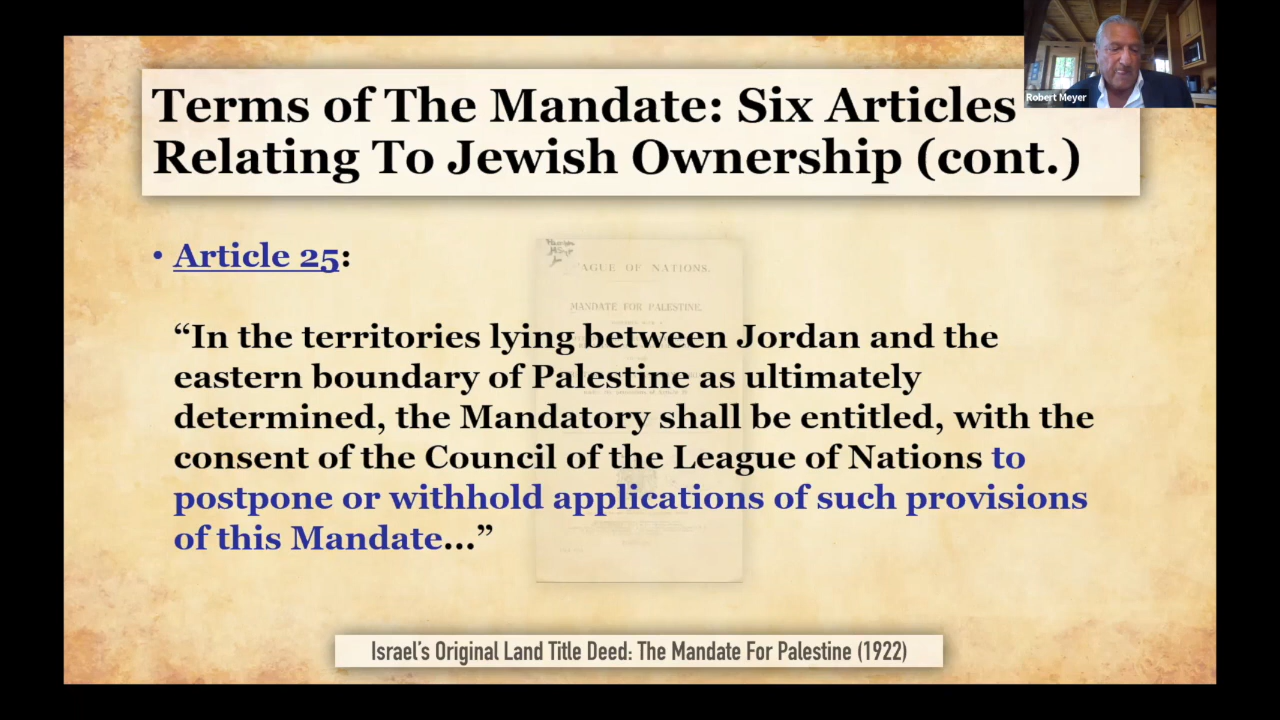 Terms of The Mandate: Six Articles
Relating To Jewish Ownership (cont.)
Robert Meyer
• Article 25:
“In the territories lying between Jordan and the
eastern boundary of Palestine as ultimately
determined, the Mandatory shall be entitled, with the
consent of the Council of the League of Nations to
postpone or withhold applications of such provisions
of this Mandate...”
AGUE OF NATIONS.
MANDATE FOR PALESTINE,
Israel’s Original Land Title Deed: The Mandate For Palestine (1922)